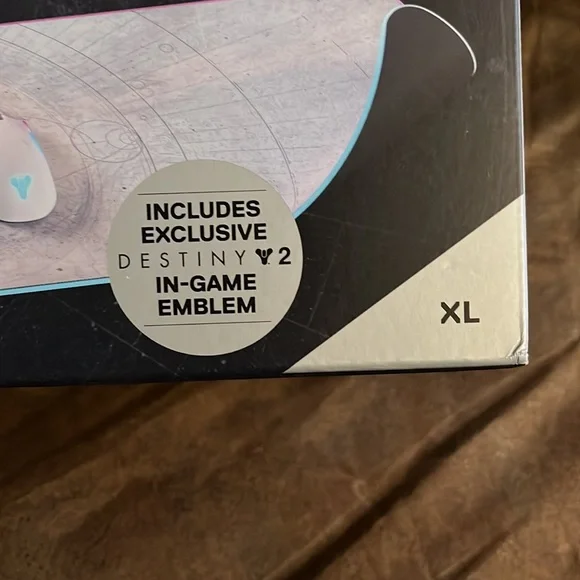 INCLUDES
EXCLUSIVE
DESTINY 2
IN-GAME
EMBLEM
XL